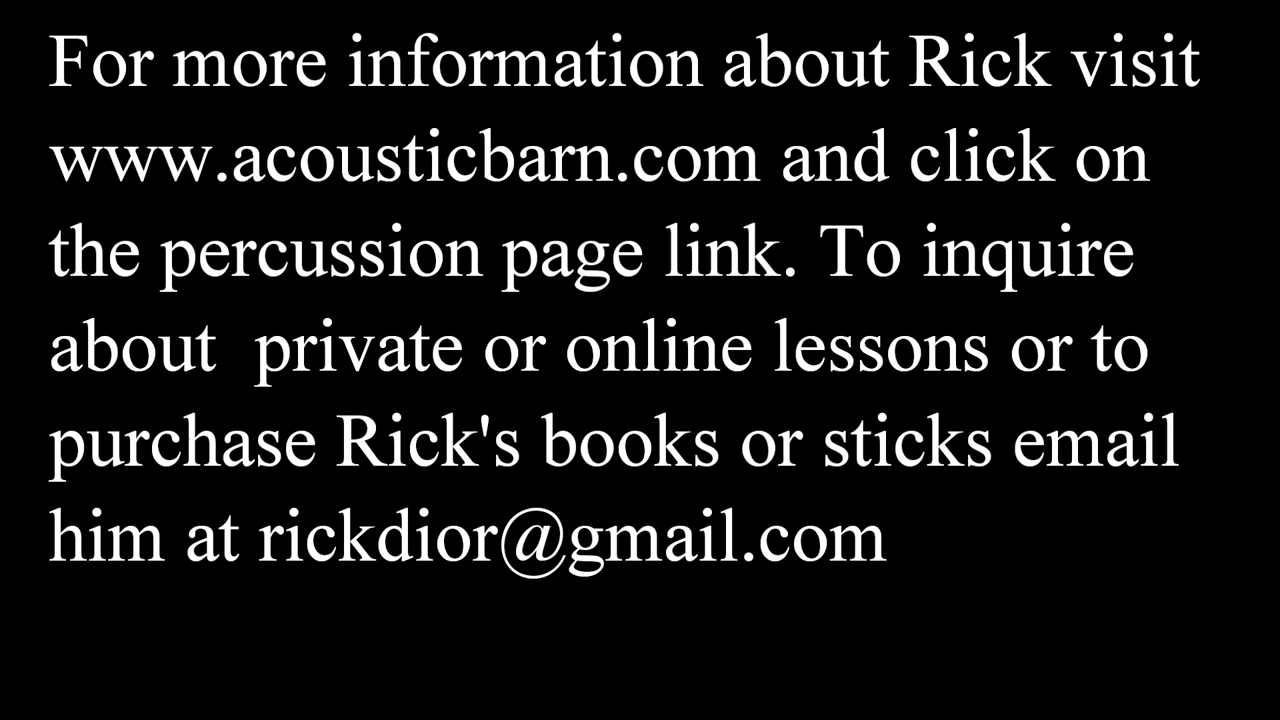 For more information about Rick visit
www.acousticbarn.com and click on
the percussion page link. To inquire
about  private or online lessons or to
purchase Rick's books or sticks email
him at rickdior@gmail.com